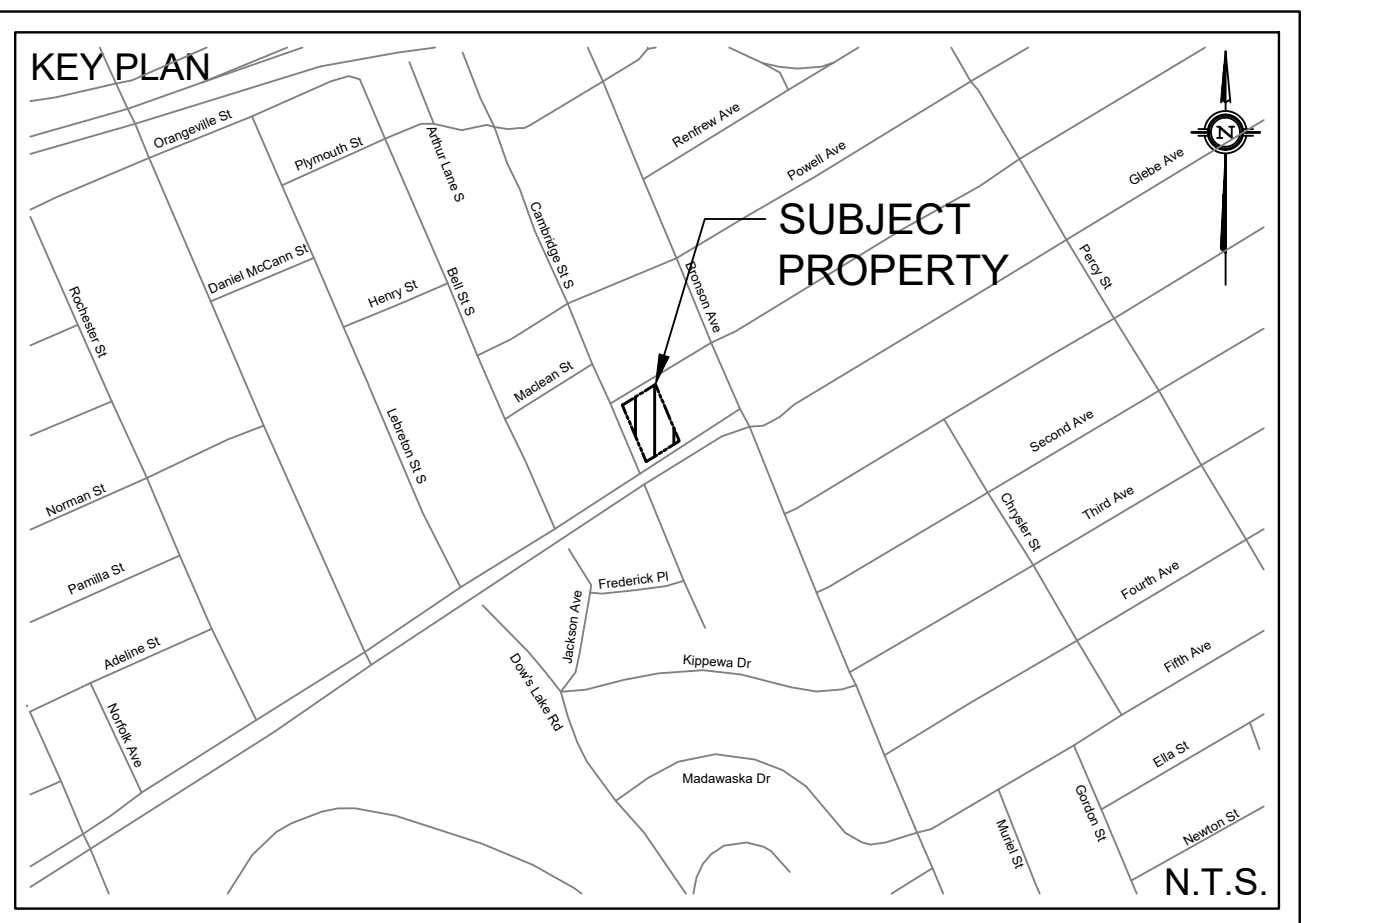 KEY PLAN
Orangeville St
Plymouth St
Arthur Lane S
Renfrew Ave
Powell Ave
Glebe Ave
N
SUBJECT
PROPERTY
Cambridge St S
Daniel McCann St
Henry St
Bell St S
Bronson Ave
Percy St
Rochester St
Maclean St
Lebreton St S
Second Ave
Norman St
Chrysler St
Third Ave
Pamilla St
Frederick Pl
Fourth Ave
Jackson Ave
Adeline St
Kippewa Dr
Fifth Ave
Dow's Lake Rd
Norfolk Ave
Ella St
Madawaska Dr
Gordon St
Muriel St
Newton St
N.T.S.